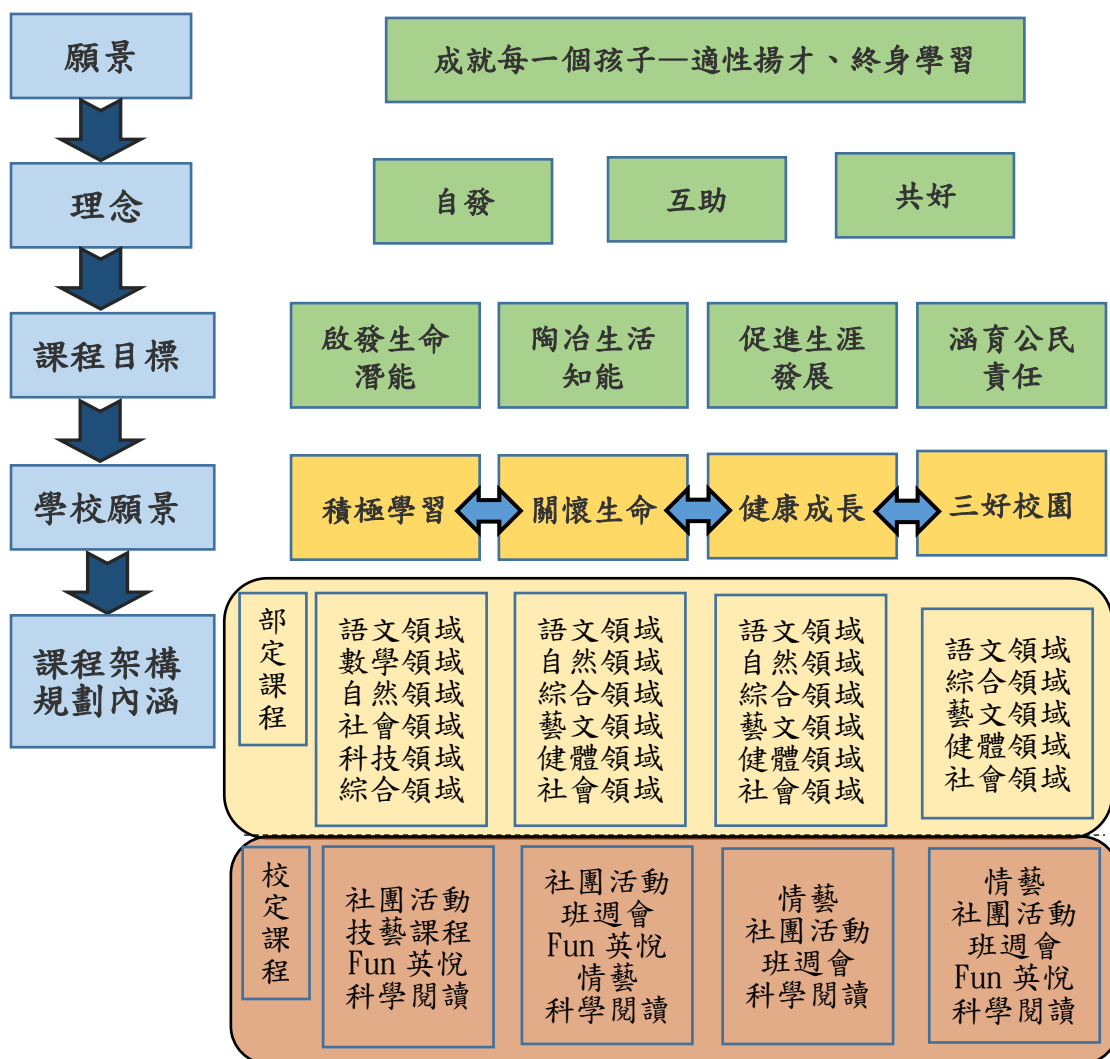 願景
成就每一個孩子—適性揚才、終身學習
理念
自發
互助
共好
課程目標
啟發生命
潛能
陶冶生活
知能
促進生涯
發展
涵育公民
責任
學校願景
積極學習
關懷生命
健康成長
三好校園
課程架構
規劃內涵
部定課程
語文領域
數學領域
自然領域
社會領域
科技領域
綜合領域
語文領域
自然領域
綜合領域
藝文領域
健體領域
社會領域
語文領域
自然領域
綜合領域
藝文領域
健體領域
社會領域
語文領域
綜合領域
藝文領域
健體領域
社會領域
校定課程
社團活動
技藝課程
Fun 英悅
科學閱讀
社團活動
班週會
Fun 英悅
情藝
科學閱讀
情藝
社團活動
班週會
科學閱讀
情藝
社團活動
班週會
Fun 英悅
科學閱讀